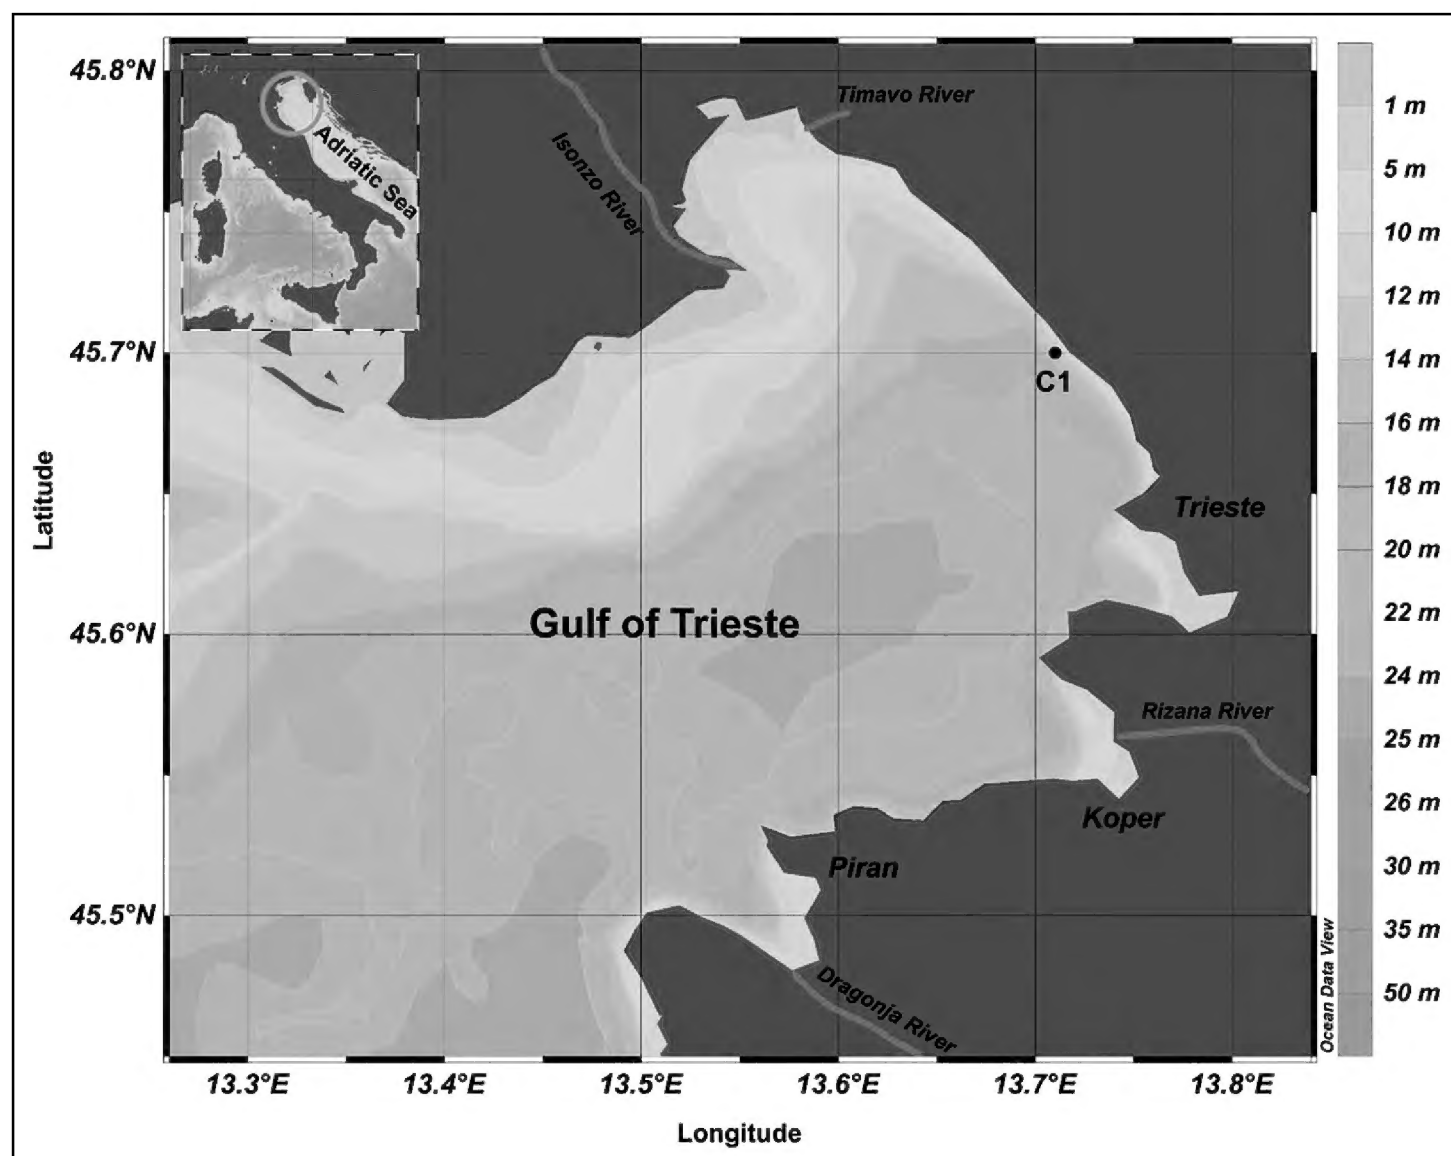 45.8°N
45.7°N
45.6°N
45.5°N
Latitude
Adriatic Sea
Isonzo River
Timavo River
C1
Trieste
Gulf of Trieste
Rizana River
Koper
Piran
Dragonja River
13.3°E
13.4°E
13.5°E
13.6°E
13.7°E
13.8°E
Longitude
Ocean Data View
1 m
5 m
10 m
12 m
14 m
16 m
18 m
20 m
22 m
24 m
25 m
26 m
30 m
35 m
50 m